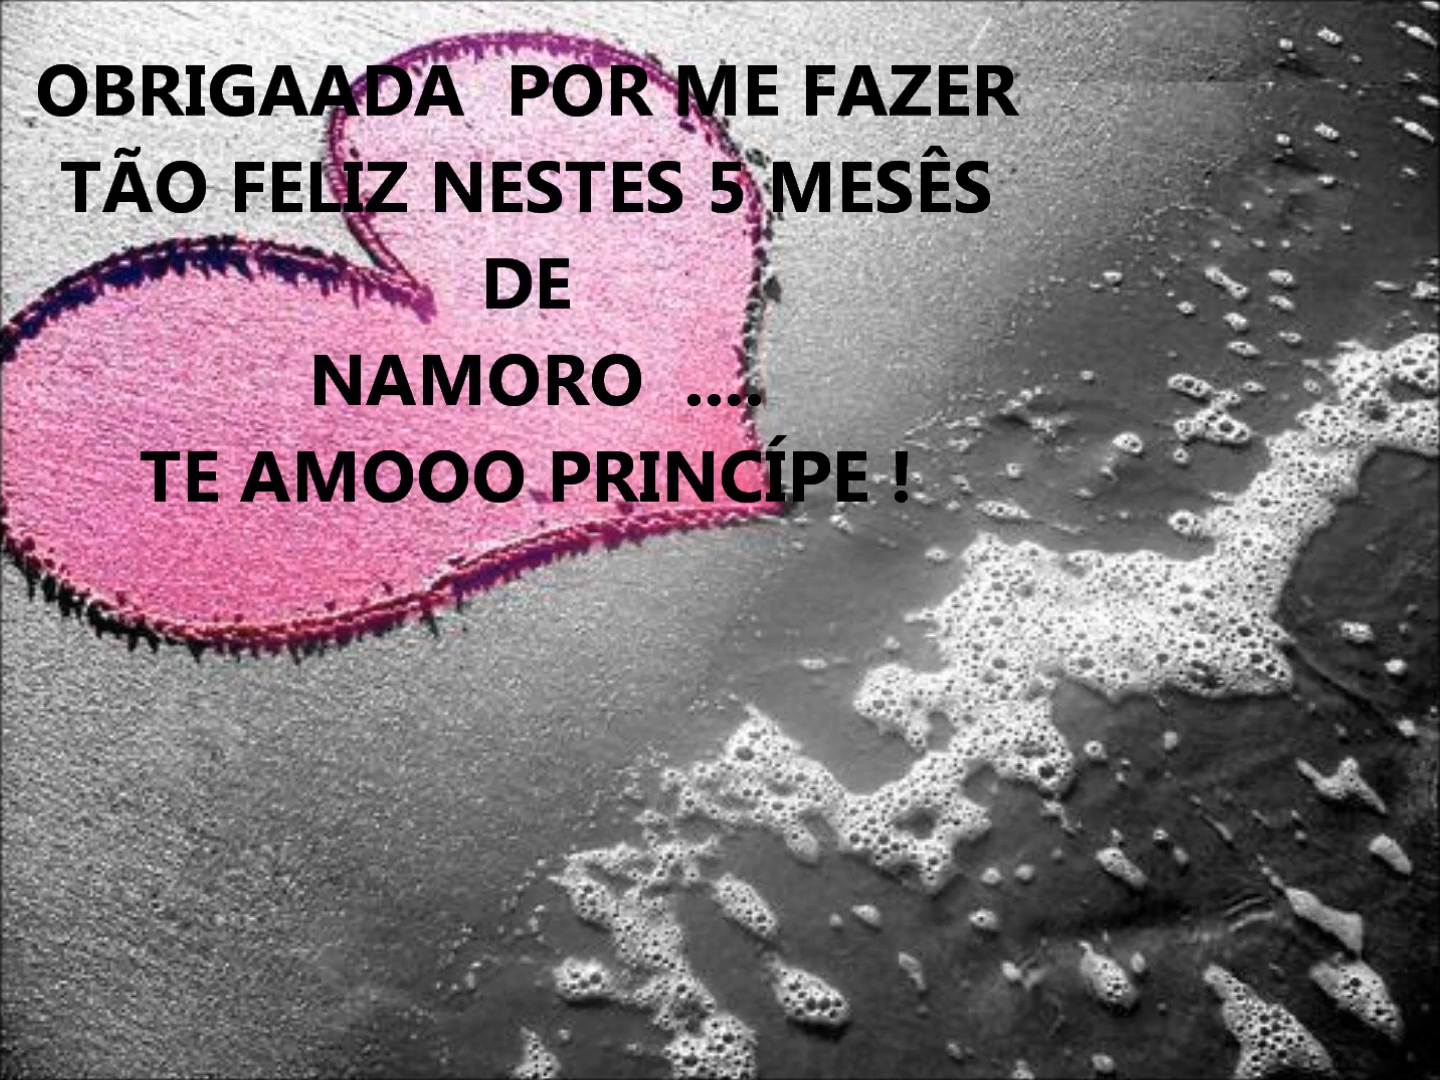 OBRIGAADA POR ME FAZER
TÃO FELIZ NESTES 5 MESÊS
DE
NAMORO ....
TE AMOOO PRINCÍPE !